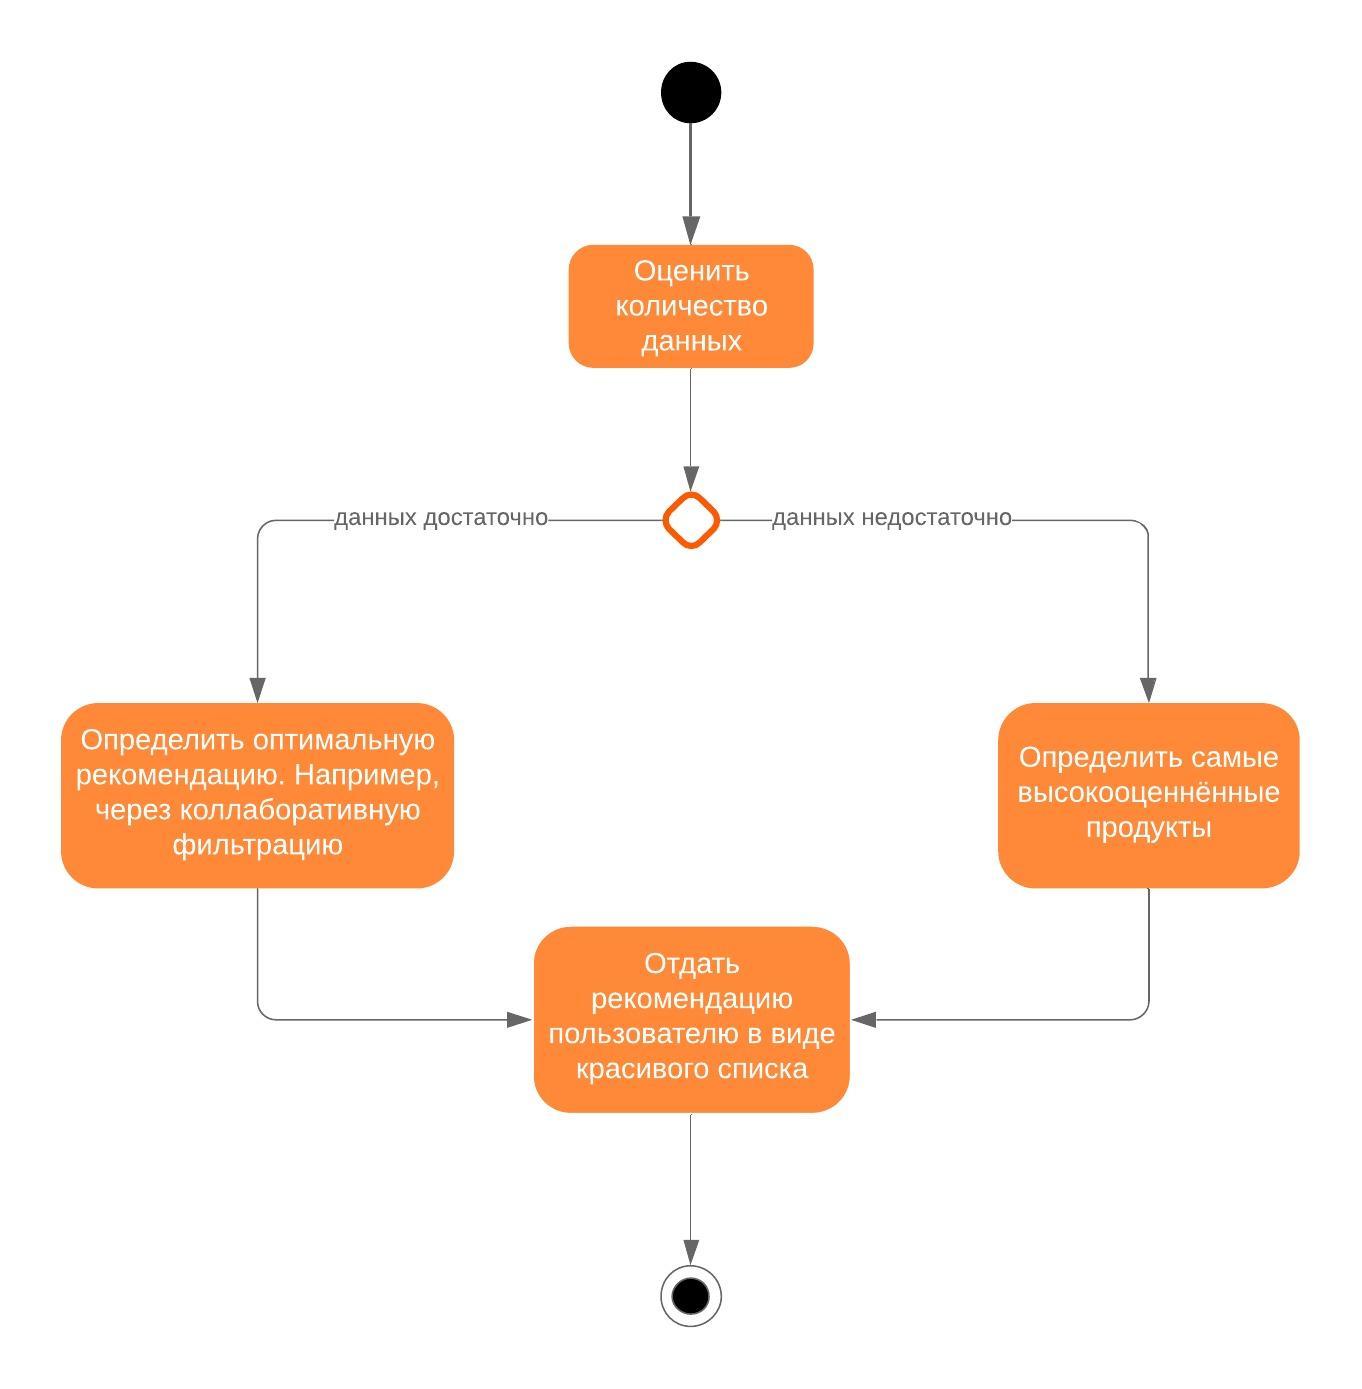 Оценить
количество
данных
данных достаточно
данных недостаточно
Определить оптимальную
рекомендацию. Например,
через коллаборативную
фильтрацию
Определить самые
высокооценнённые
продукты
Отдать
рекомендацию
пользователю в виде
красивого списка